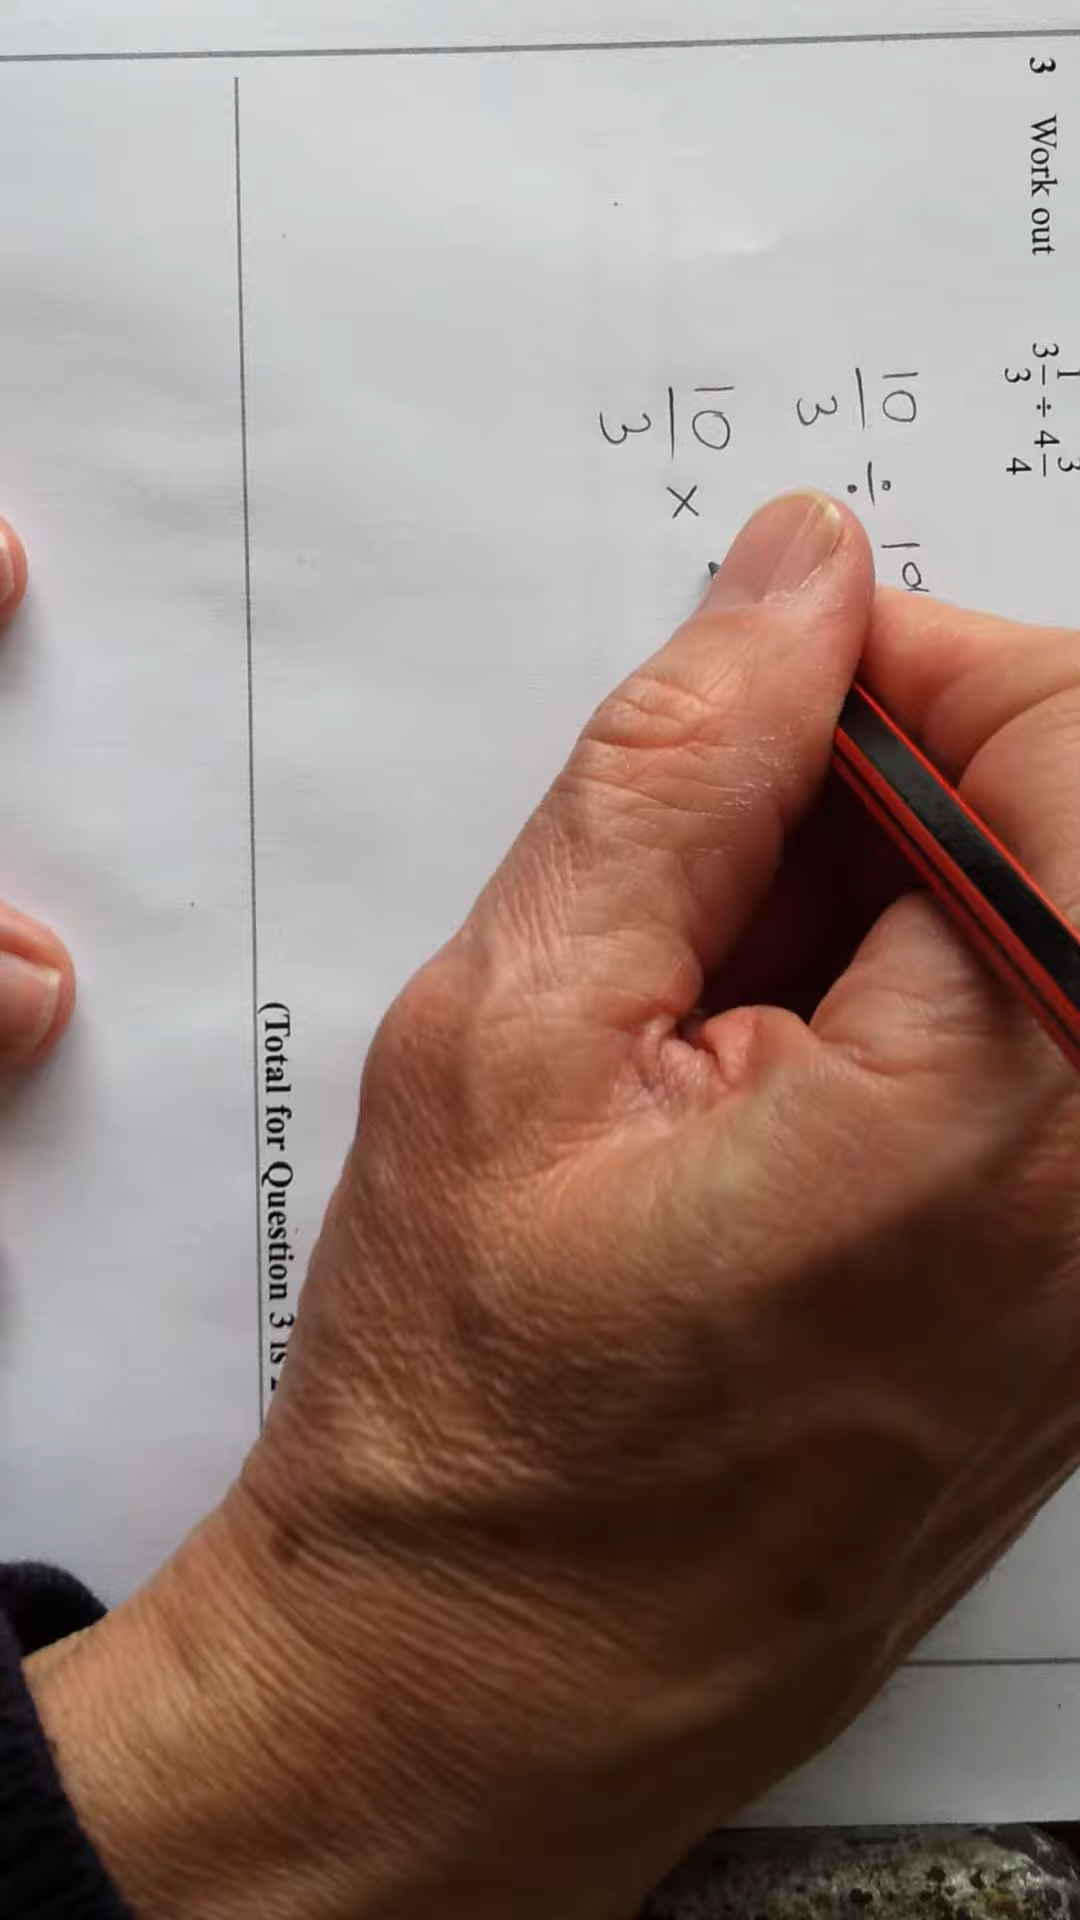 3 Work out 3 1/3 ÷ 4 3/4
10/3 ÷ 19
10/3 ×
(Total for Question 3 is